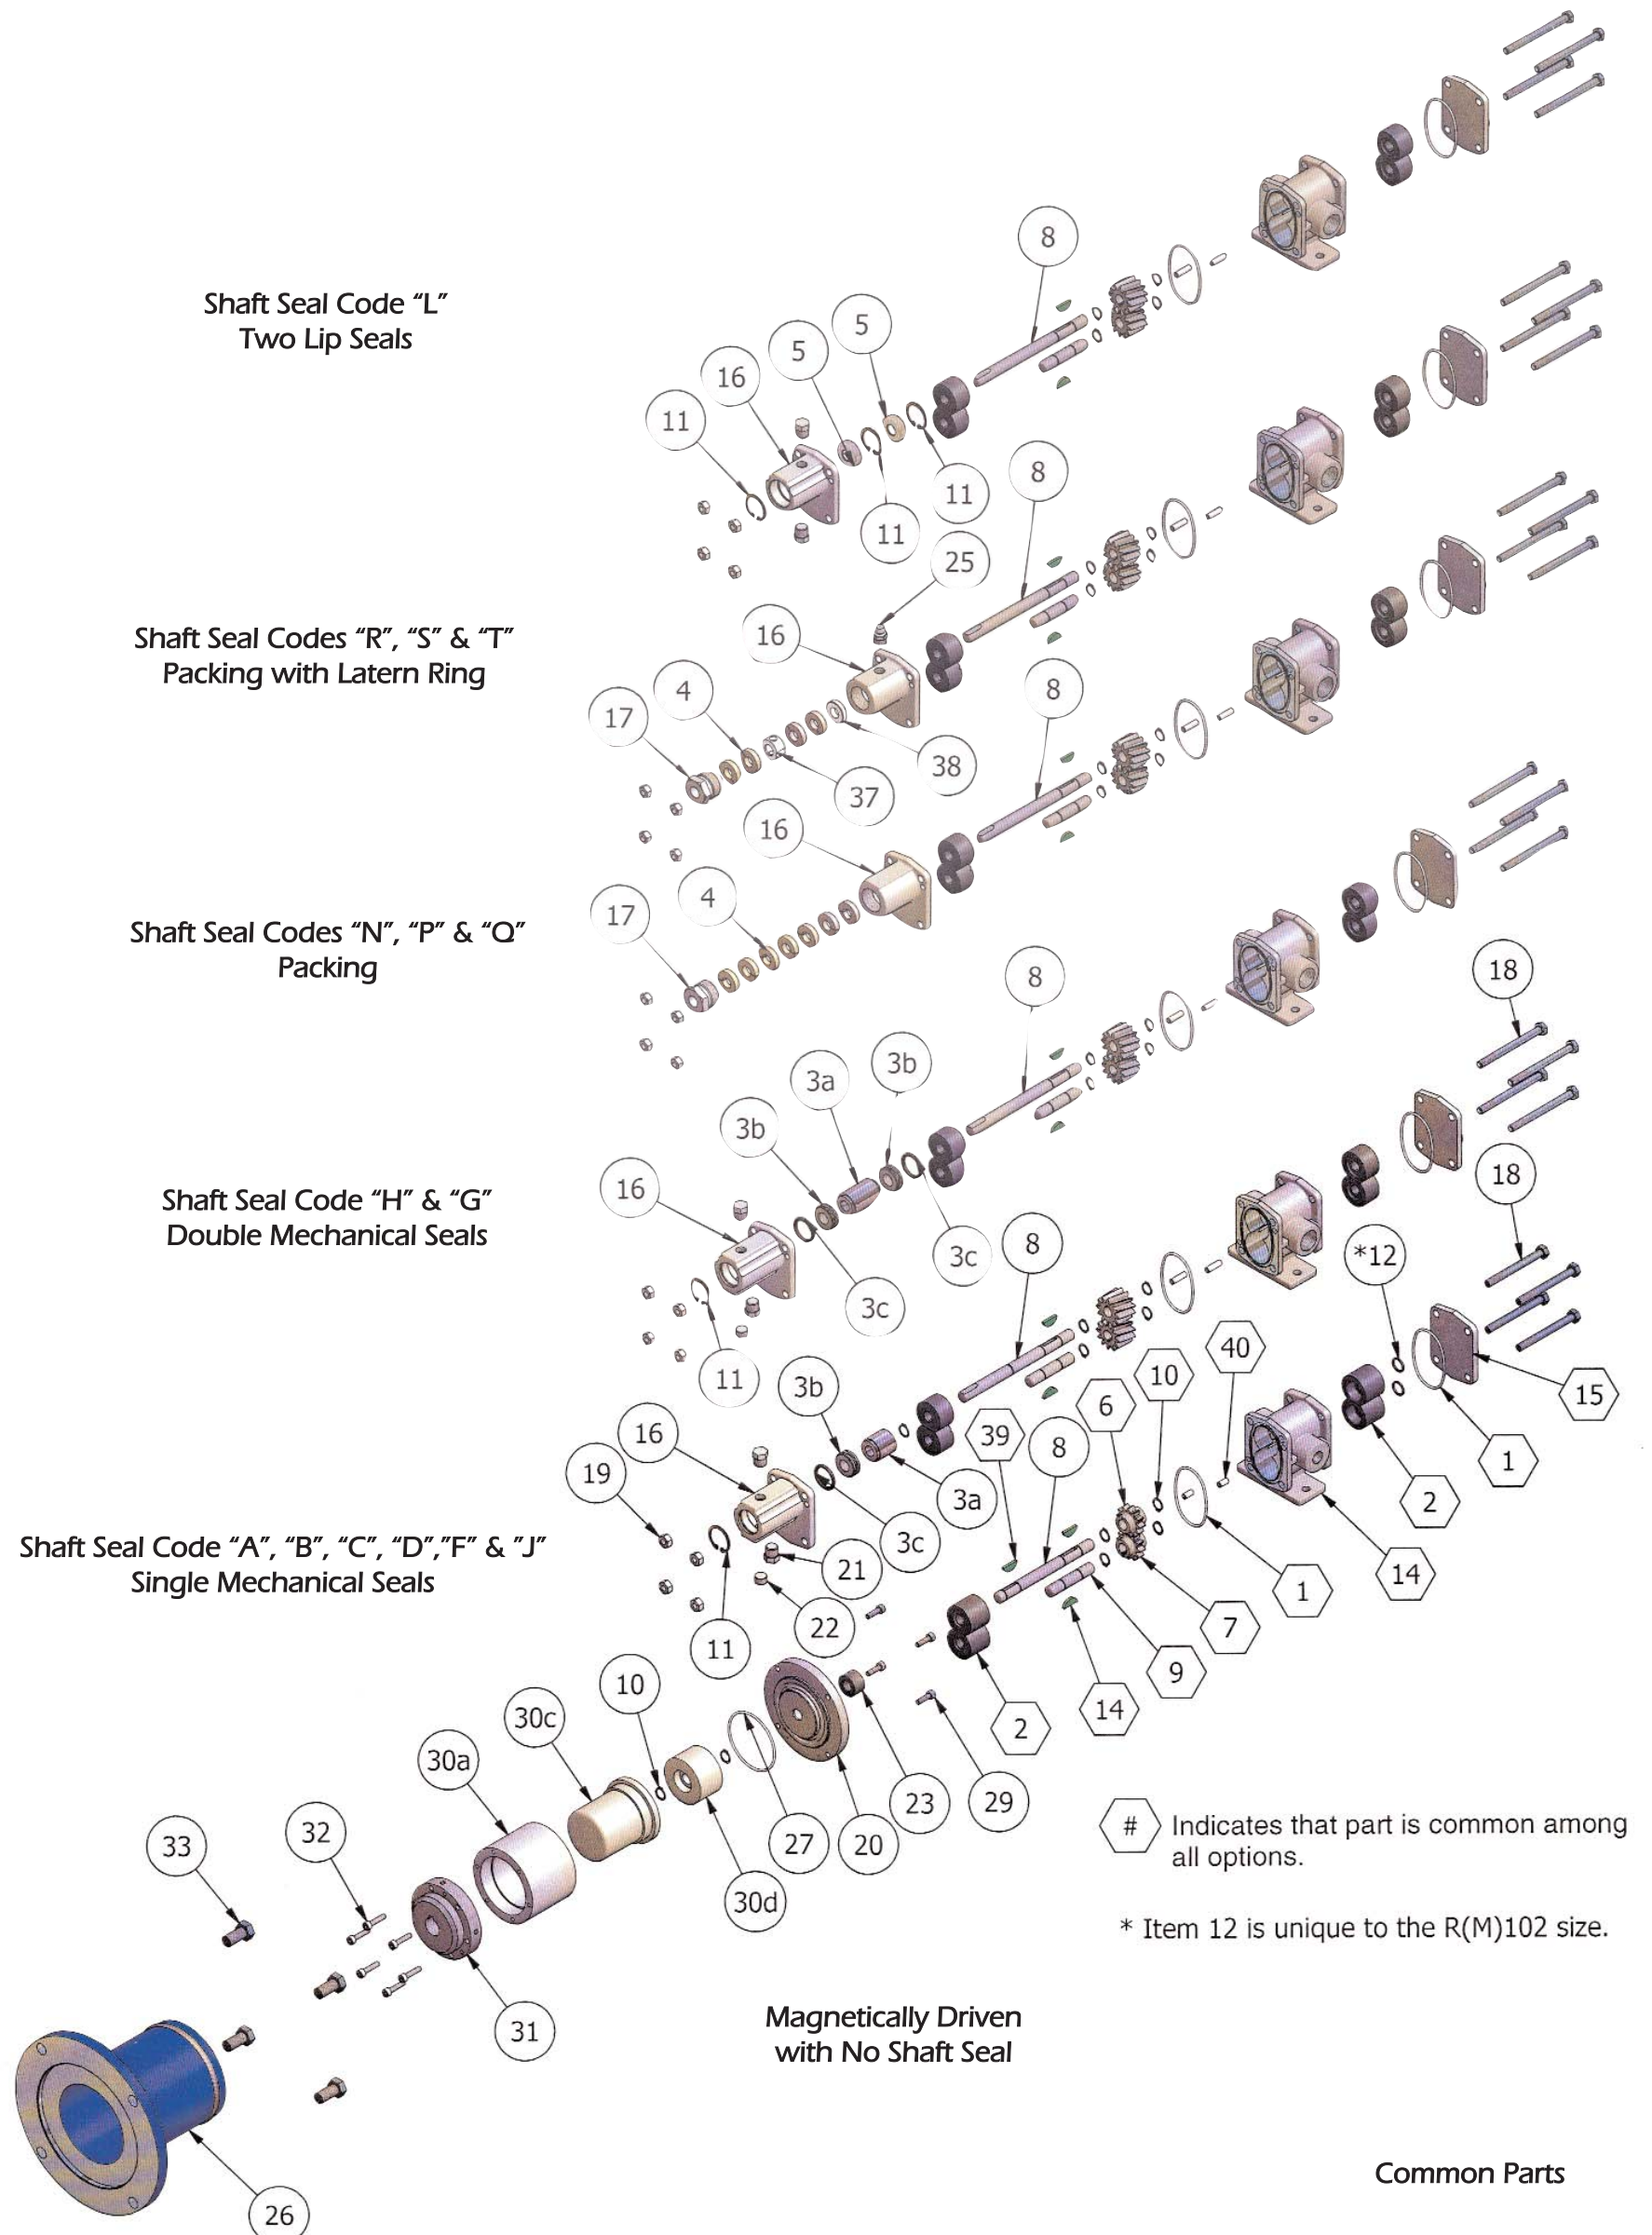 8
Shaft Seal Code “L”
Two Lip Seals
5
5
16
11
11
11
8
25
Shaft Seal Codes “R”, “S” & “T”
Packing with Latern Ring
16
4
17
8
38
37
16
Shaft Seal Codes “N”, “P” & “Q”
Packing
4
17
8
18
3b
3a
3b
16
Shaft Seal Code “H” & “G”
Double Mechanical Seals
18
8
*12
3c
3c
11
40
10
15
3b
6
16
39
8
1
19
3a
2
Shaft Seal Code “A”, “B”, “C”, “D”,”F” & ”J”
Single Mechanical Seals
3c
21
14
1
22
7
11
9
10
14
2
30c
30a
23
29
33
32
27
20
# Indicates that part is common among
all options.
30d
* Item 12 is unique to the R(M)102 size.
31
Magnetically Driven
with No Shaft Seal
26
Common Parts